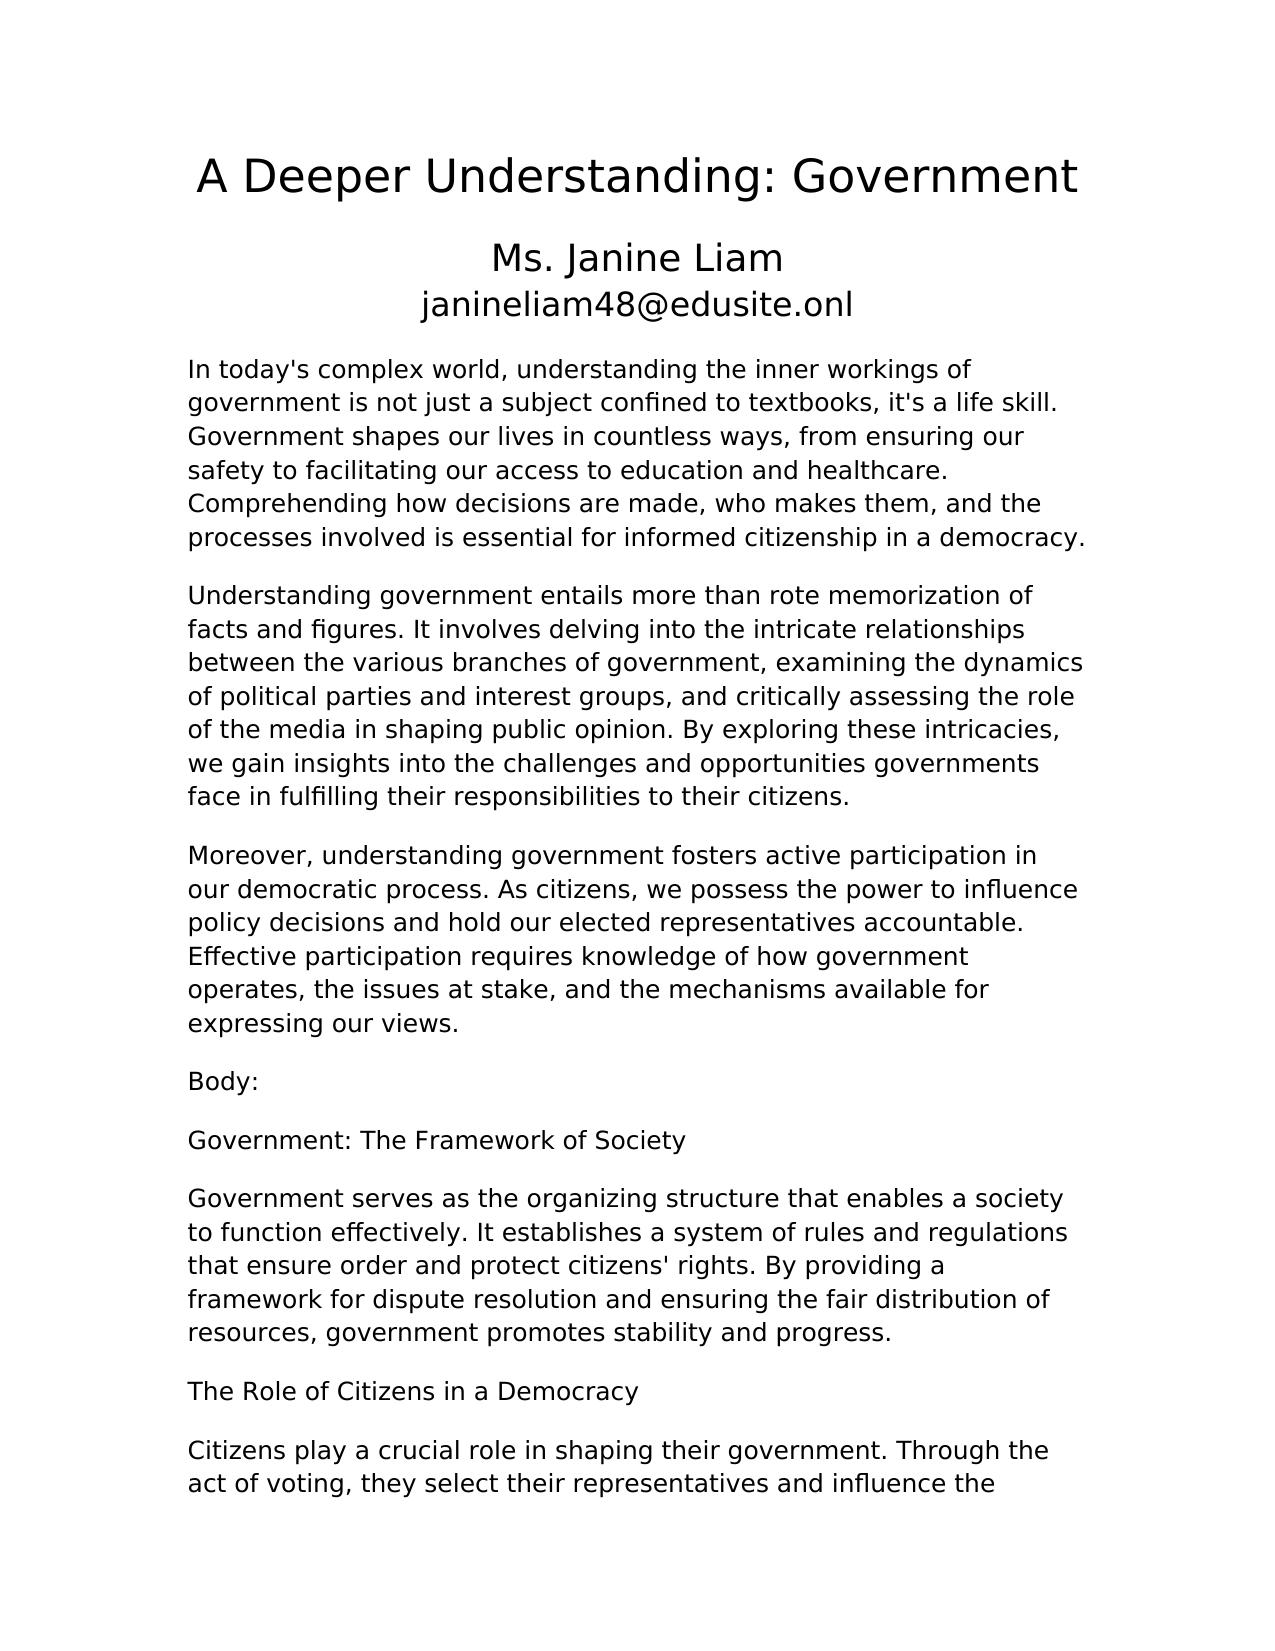 A Deeper Understanding: Government
Ms. Janine Liam
janineliam48@edusite.onl
In today's complex world, understanding the inner workings of
government is not just a subject confined to textbooks, it's a life skill.
Government shapes our lives in countless ways, from ensuring our
safety to facilitating our access to education and healthcare.
Comprehending how decisions are made, who makes them, and the
processes involved is essential for informed citizenship in a democracy.
Understanding government entails more than rote memorization of
facts and figures. It involves delving into the intricate relationships
between the various branches of government, examining the dynamics
of political parties and interest groups, and critically assessing the role
of the media in shaping public opinion. By exploring these intricacies,
we gain insights into the challenges and opportunities governments
face in fulfilling their responsibilities to their citizens.
Moreover, understanding government fosters active participation in
our democratic process. As citizens, we possess the power to influence
policy decisions and hold our elected representatives accountable.
Effective participation requires knowledge of how government
operates, the issues at stake, and the mechanisms available for
expressing our views.
Body:
Government: The Framework of Society
Government serves as the organizing structure that enables a society
to function effectively. It establishes a system of rules and regulations
that ensure order and protect citizens' rights. By providing a
framework for dispute resolution and ensuring the fair distribution of
resources, government promotes stability and progress.
The Role of Citizens in a Democracy
Citizens play a crucial role in shaping their government. Through the
act of voting, they select their representatives and influence the